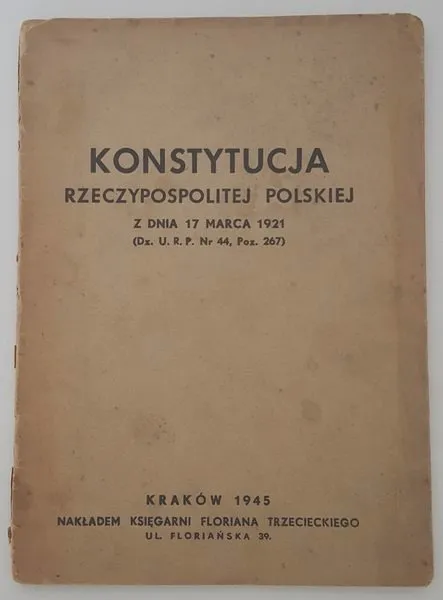 KONSTYTUCJA
RZECZYPOSPOLITEJ POLSKIEJ
Z DNIA 17 MARCA 1921
(Dz. U. R. P. Nr 44, Poz. 267)
KRAKÓW 1945
NAKŁADEM KSIĘGARNI FLORIANA TRZECIECKIEGO
UL. FLORIAŃSKA 39.